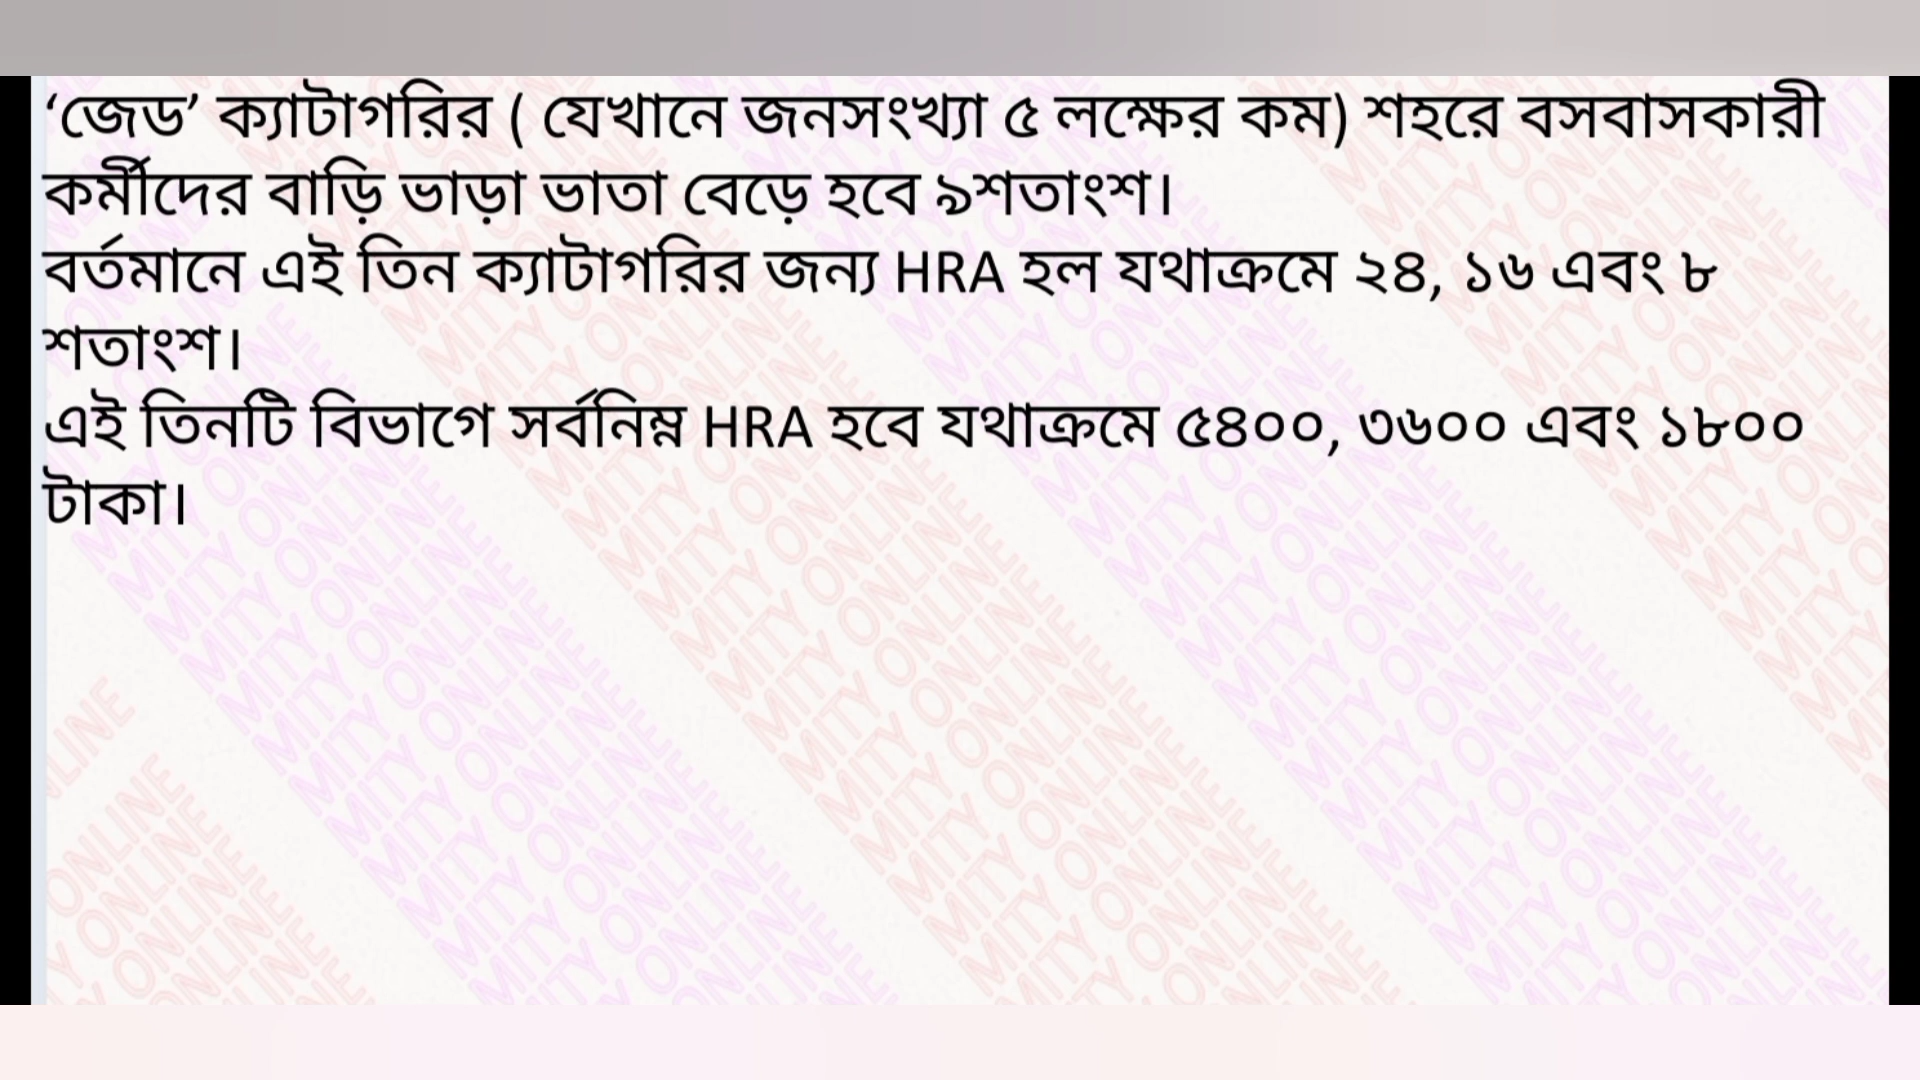 ‘জেড’ ক্যাটাগরির ( যেখানে জনসংখ্যা ৫ লক্ষের কম) শহরে বসবাসকারী
কর্মীদের বাড়ি ভাড়া ভাতা বেড়ে হবে ৯শতাংশ।
বর্তমানে এই তিন ক্যাটাগরির জন্য HRA হল যথাক্রমে ২৪, ১৬ এবং ৮
শতাংশ।
এই তিনটি বিভাগে সর্বনিম্ন HRA হবে যথাক্রমে ৫৪০০, ৩৬০০ এবং ১৮০০
টাকা।